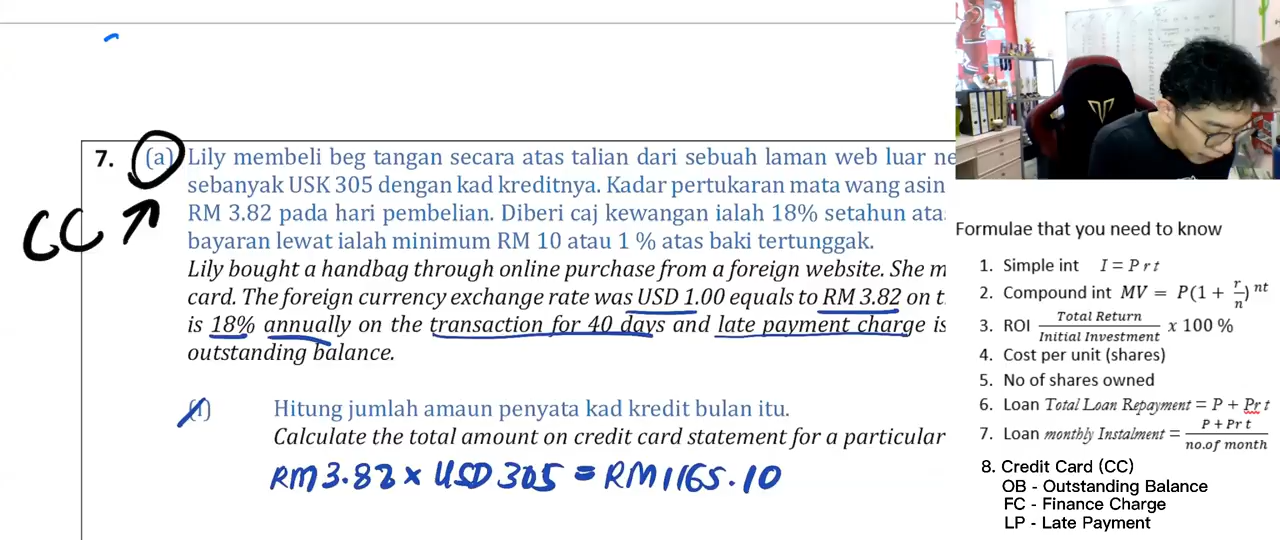 7. (a) Lily membeli beg tangan secara atas talian dari sebuah laman web luar ne
sebanyak USK 305 dengan kad kreditnya. Kadar pertukaran mata wang asin
RM 3.82 pada hari pembelian. Diberi caj kewangan ialah 18% setahun ata
bayaran lewat ialah minimum RM 10 atau 1 % atas baki tertunggak.
CC
Lily bought a handbag through online purchase from a foreign website. She m
card. The foreign currency exchange rate was USD 1.00 equals to RM 3.82 on t
is 18% annually on the transaction for 40 days and late payment charge is
outstanding balance.
(i) Hitung jumlah amaun penyata kad kredit bulan itu.
Calculate the total amount on credit card statement for a particular
RM 3.82 × USD 305 = RM 1165.10
Formulae that you need to know
1. Simple int I = P r t
2. Compound int MV = P(1 + r/n) nt
3. ROI Total Return / Initial Investment x 100 %
4. Cost per unit (shares)
5. No of shares owned
6. Loan Total Loan Repayment = P + Pr t
7. Loan monthly Instalment = P + Pr t / no.of month
8. Credit Card (CC)
OB - Outstanding Balance
FC - Finance Charge
LP - Late Payment